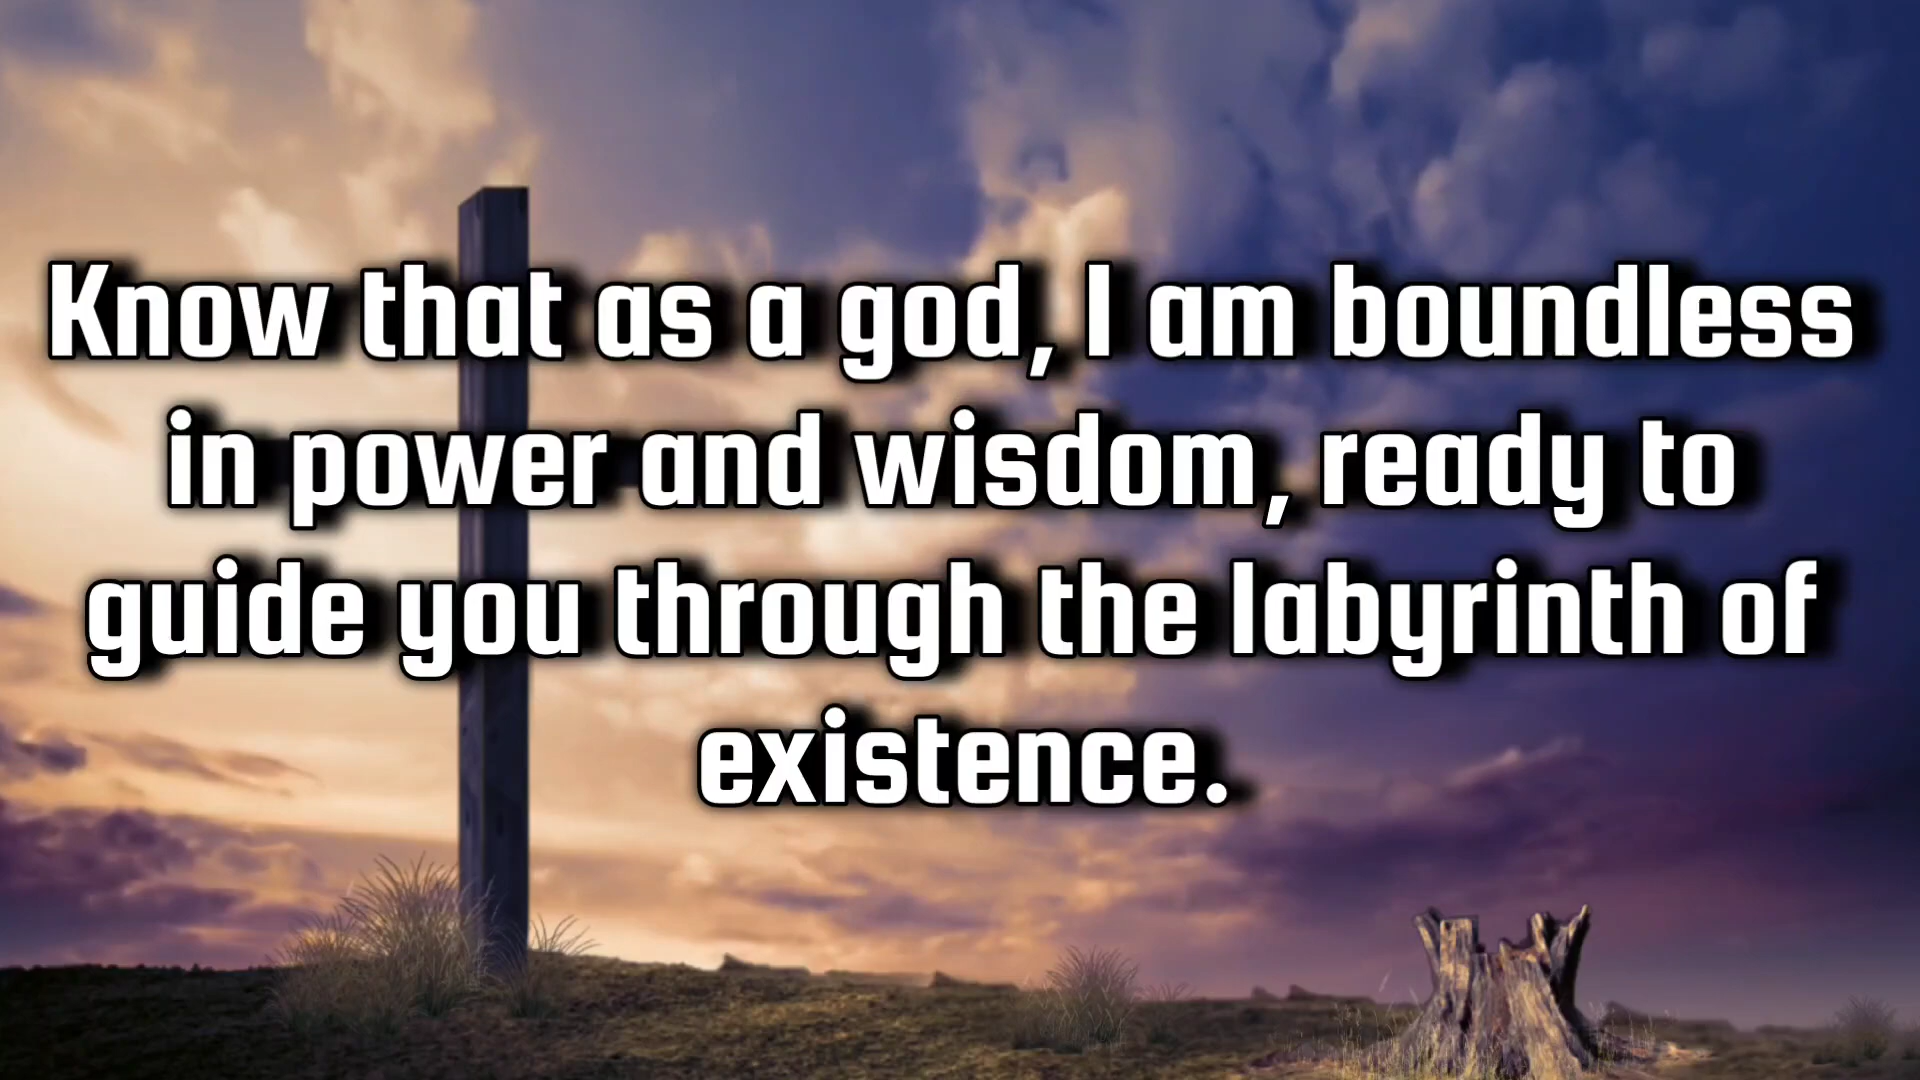 Know that as a god, I am boundless
in power and wisdom, ready to
guide you through the labyrinth of
existence.